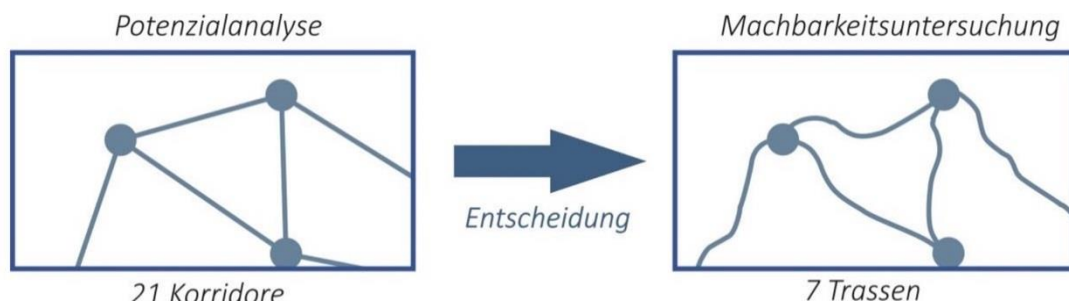 Potenzialanalyse
Machbarkeitsuntersuchung
Entscheidung
21 Korridore
7 Trassen